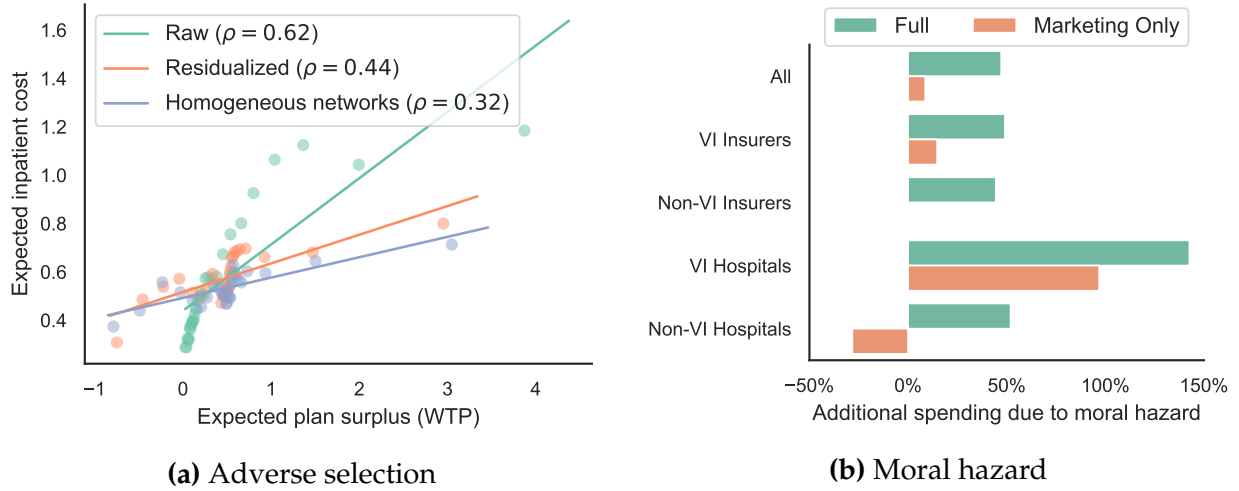 Raw (ρ = 0.62)
Residualized (ρ = 0.44)
Homogeneous networks (ρ = 0.32)
1.6
1.4
1.2
1.0
0.8
0.6
0.4
Expected inpatient cost
−1 0 1 2 3 4
Expected plan surplus (WTP)
(a) Adverse selection
Full Marketing Only
All
VI Insurers
Non-VI Insurers
VI Hospitals
Non-VI Hospitals
−50% 0% 50% 100% 150%
Additional spending due to moral hazard
(b) Moral hazard